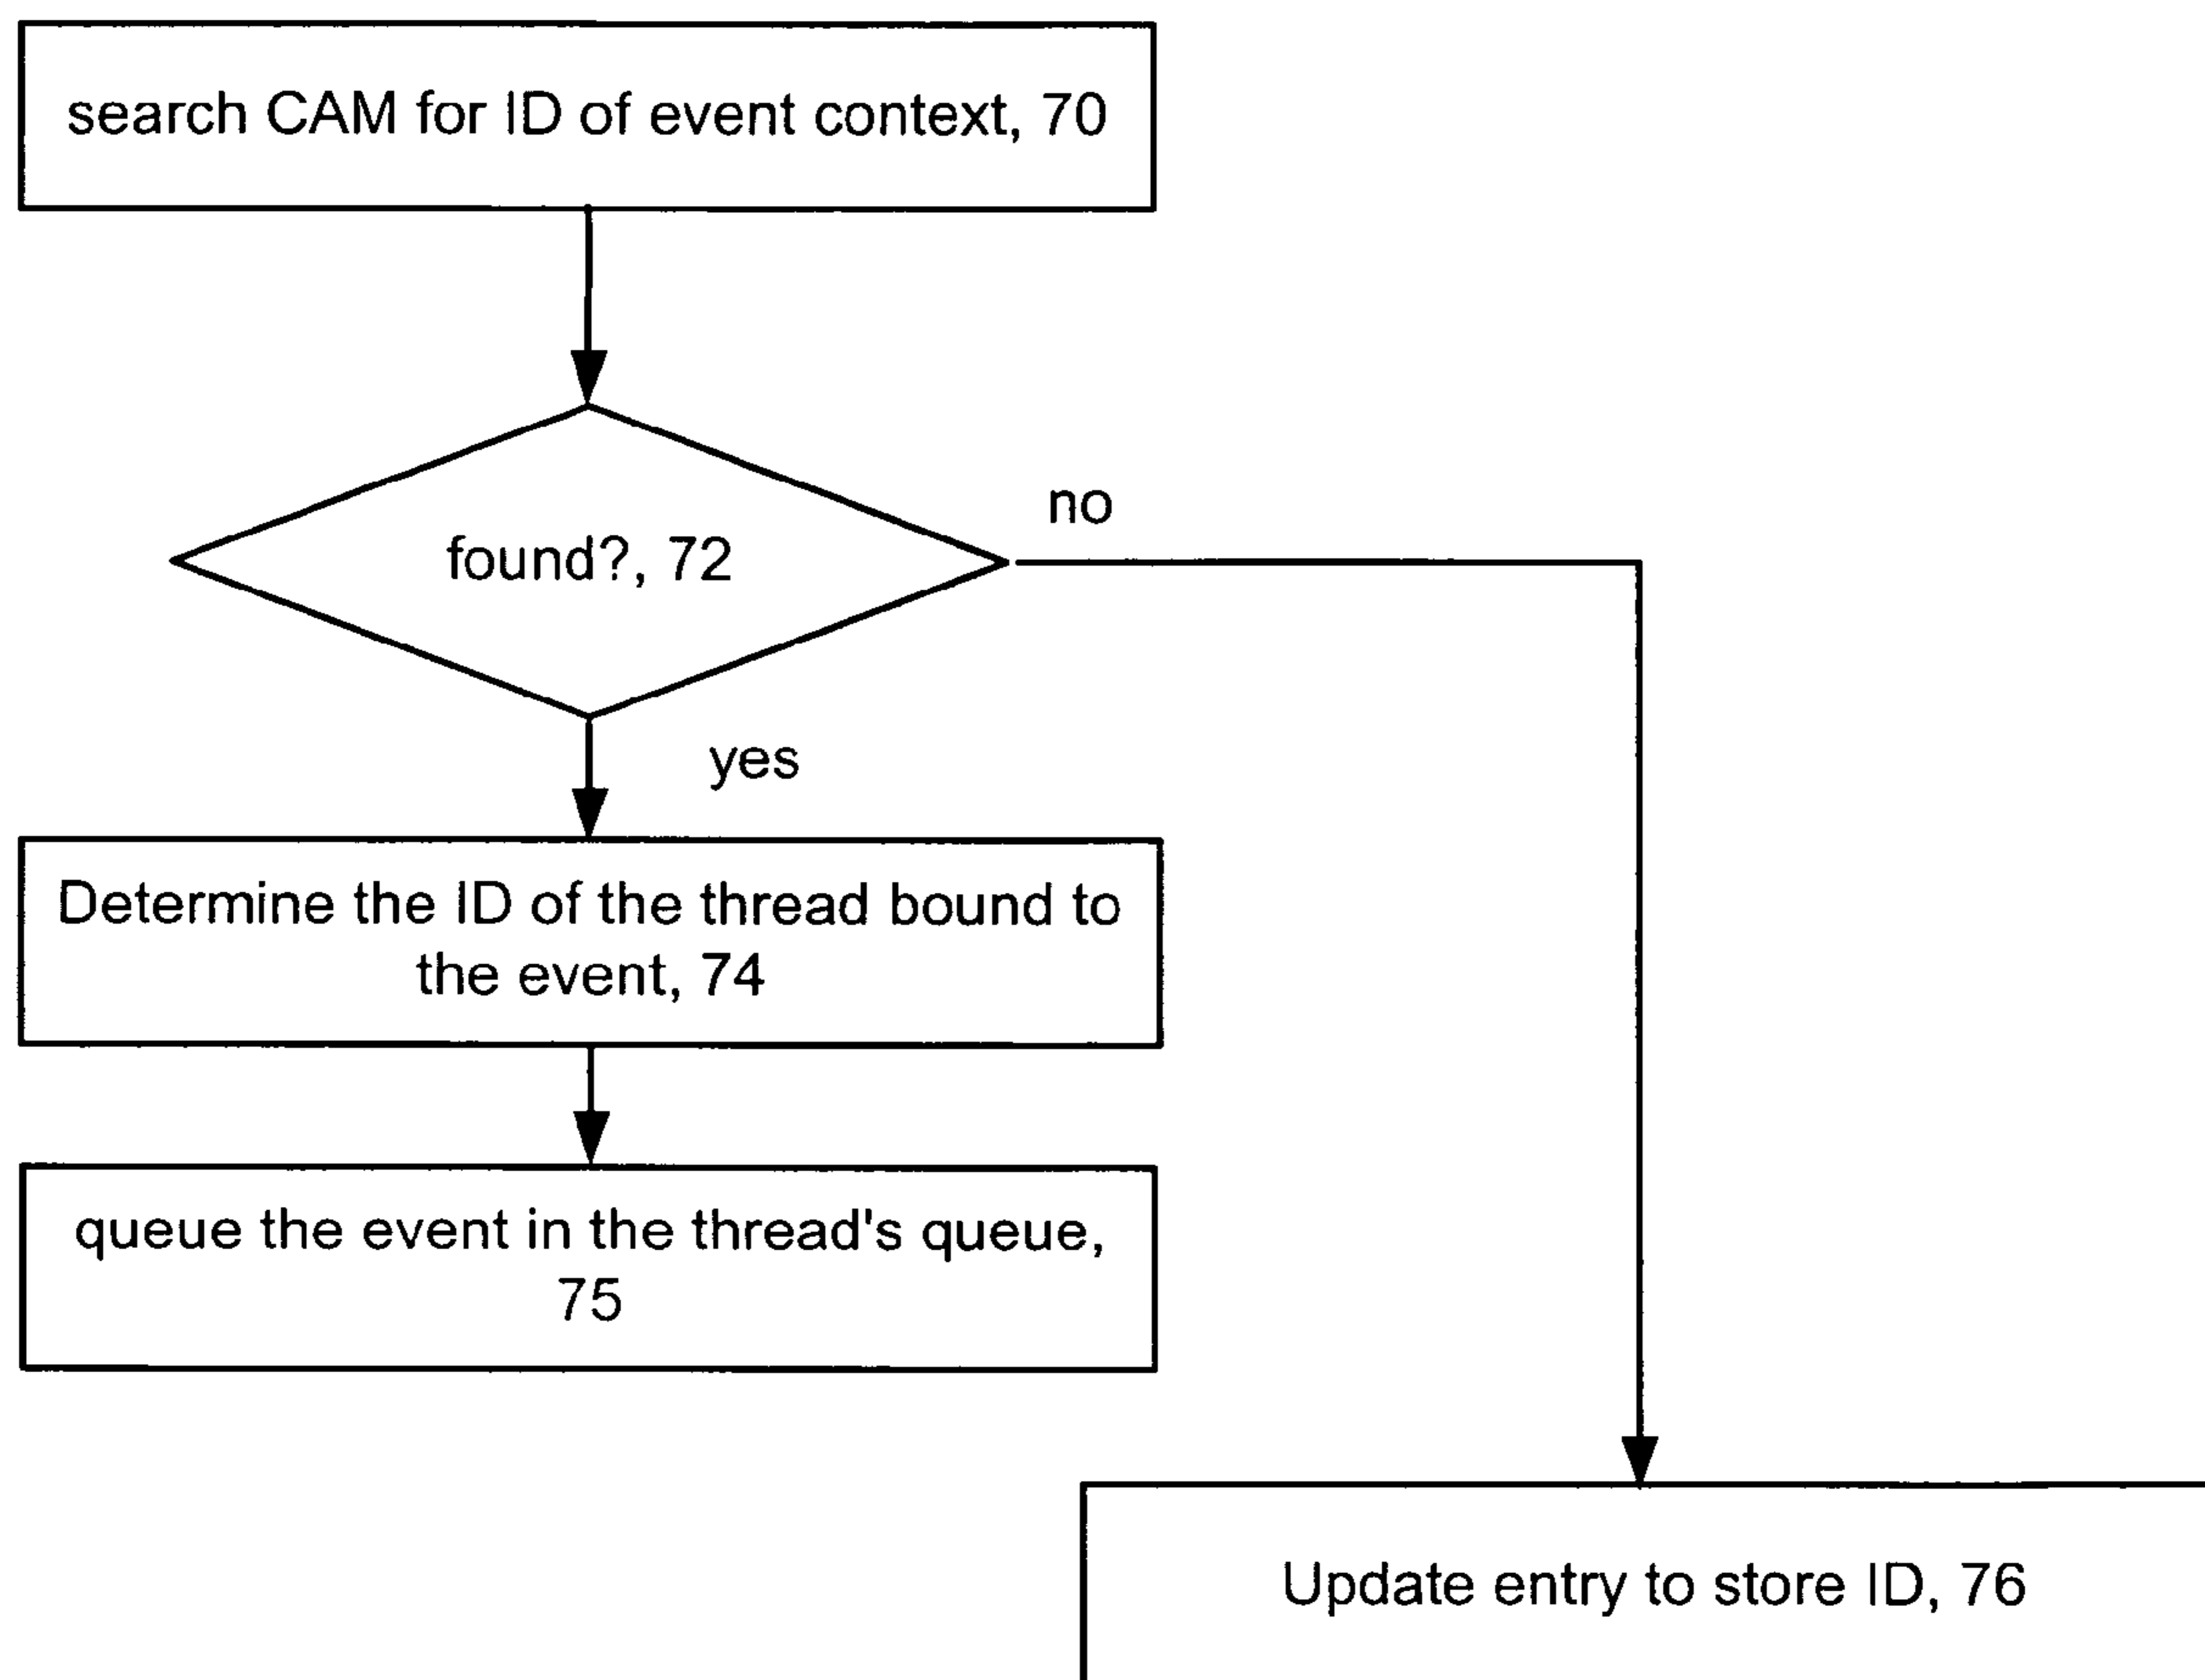 search CAM for ID of event context, 70
found?, 72
no
yes
Determine the ID of the thread bound to
the event, 74
queue the event in the thread's queue,
75
Update entry to store ID, 76